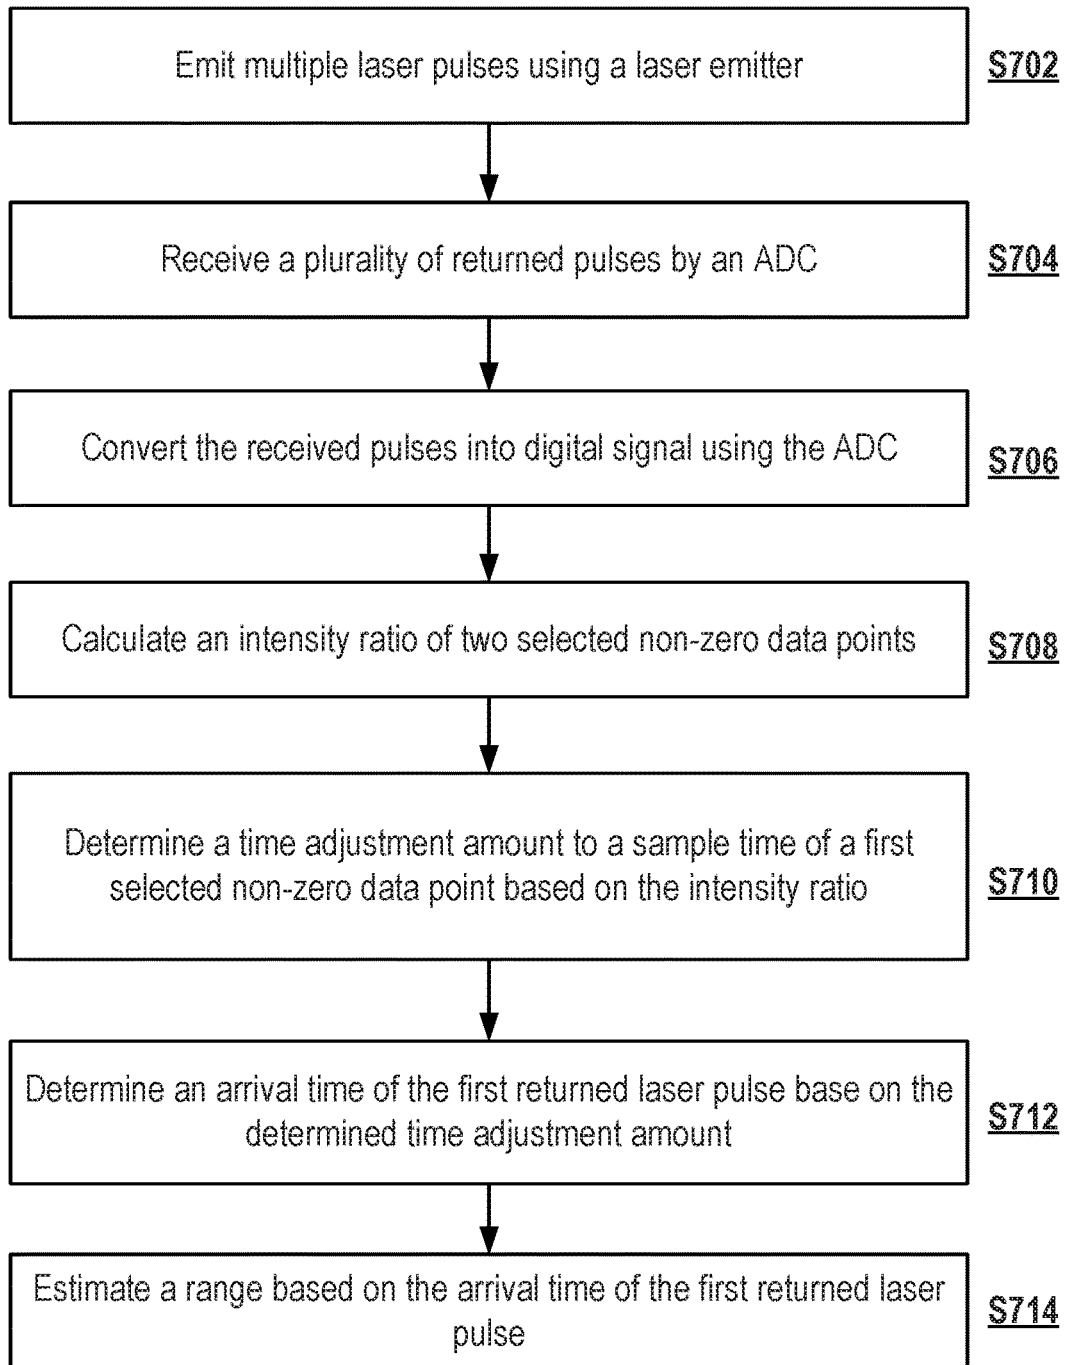 Emit multiple laser pulses using a laser emitter
S702
Receive a plurality of returned pulses by an ADC
S704
Convert the received pulses into digital signal using the ADC
S706
Calculate an intensity ratio of two selected non-zero data points
S708
Determine a time adjustment amount to a sample time of a first
selected non-zero data point based on the intensity ratio
S710
Determine an arrival time of the first returned laser pulse base on the
determined time adjustment amount
S712
Estimate a range based on the arrival time of the first returned laser
pulse
S714